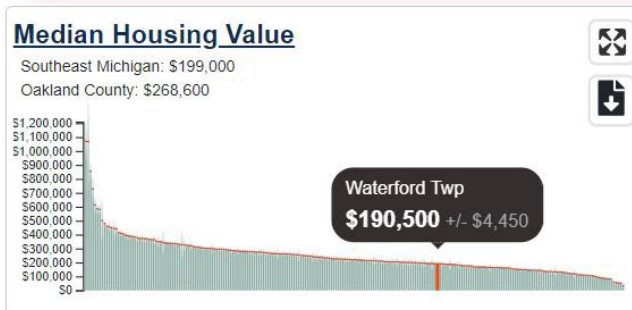 Median Housing Value
Southeast Michigan: $199,000
Oakland County: $268,600
$1,200,000
$1,100,000
$1,000,000
$900,000
$800,000
$700,000
$600,000
$500,000
$400,000
$300,000
$200,000
$100,000
$0
Waterford Twp
$190,500 +/- $4,450